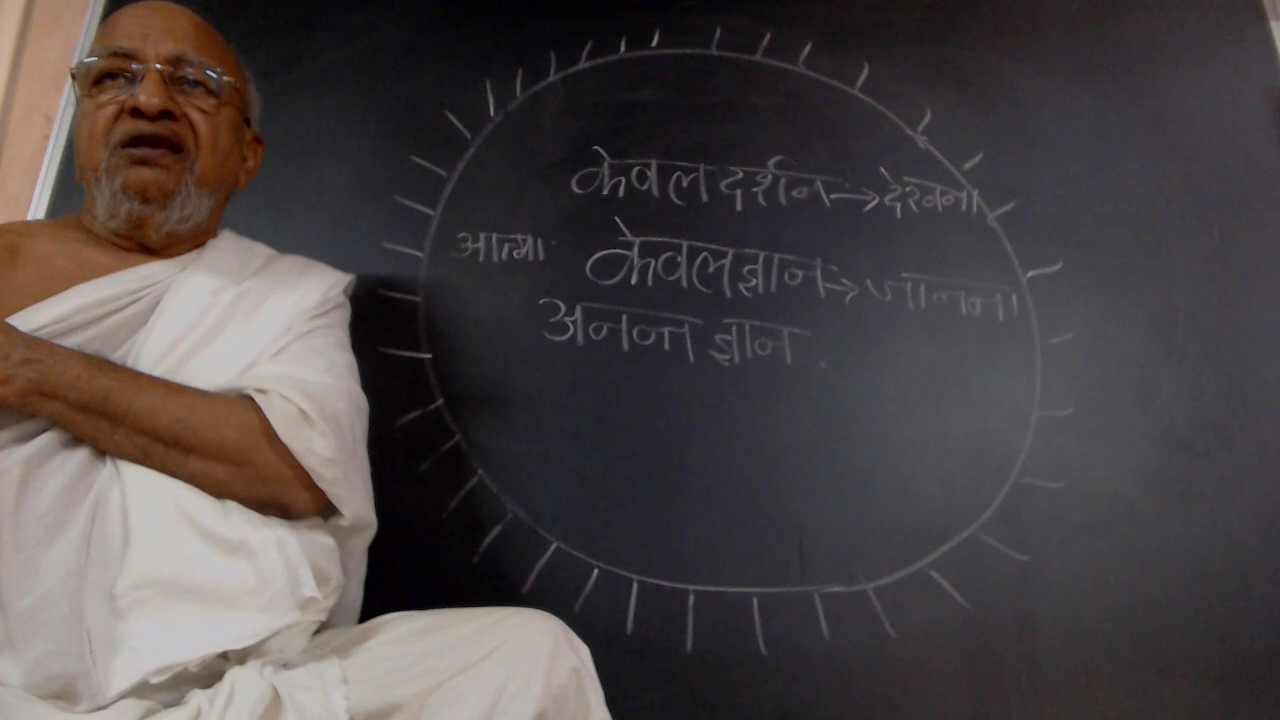 केवलदर्शन→देखना
आत्मा केवलज्ञान→जानना
अनन्त ज्ञान